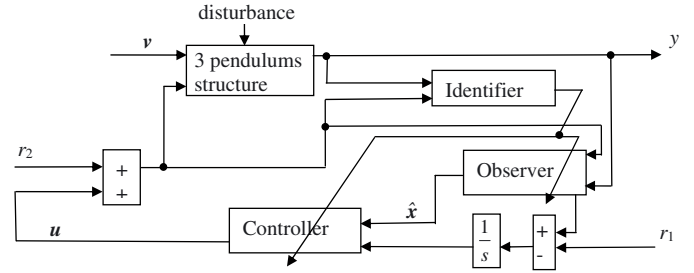 disturbance
v
y
3 pendulums
structure
Identifier
r₂
+
+
Observer
x̂
Controller
u
1
s
+
-
r₁